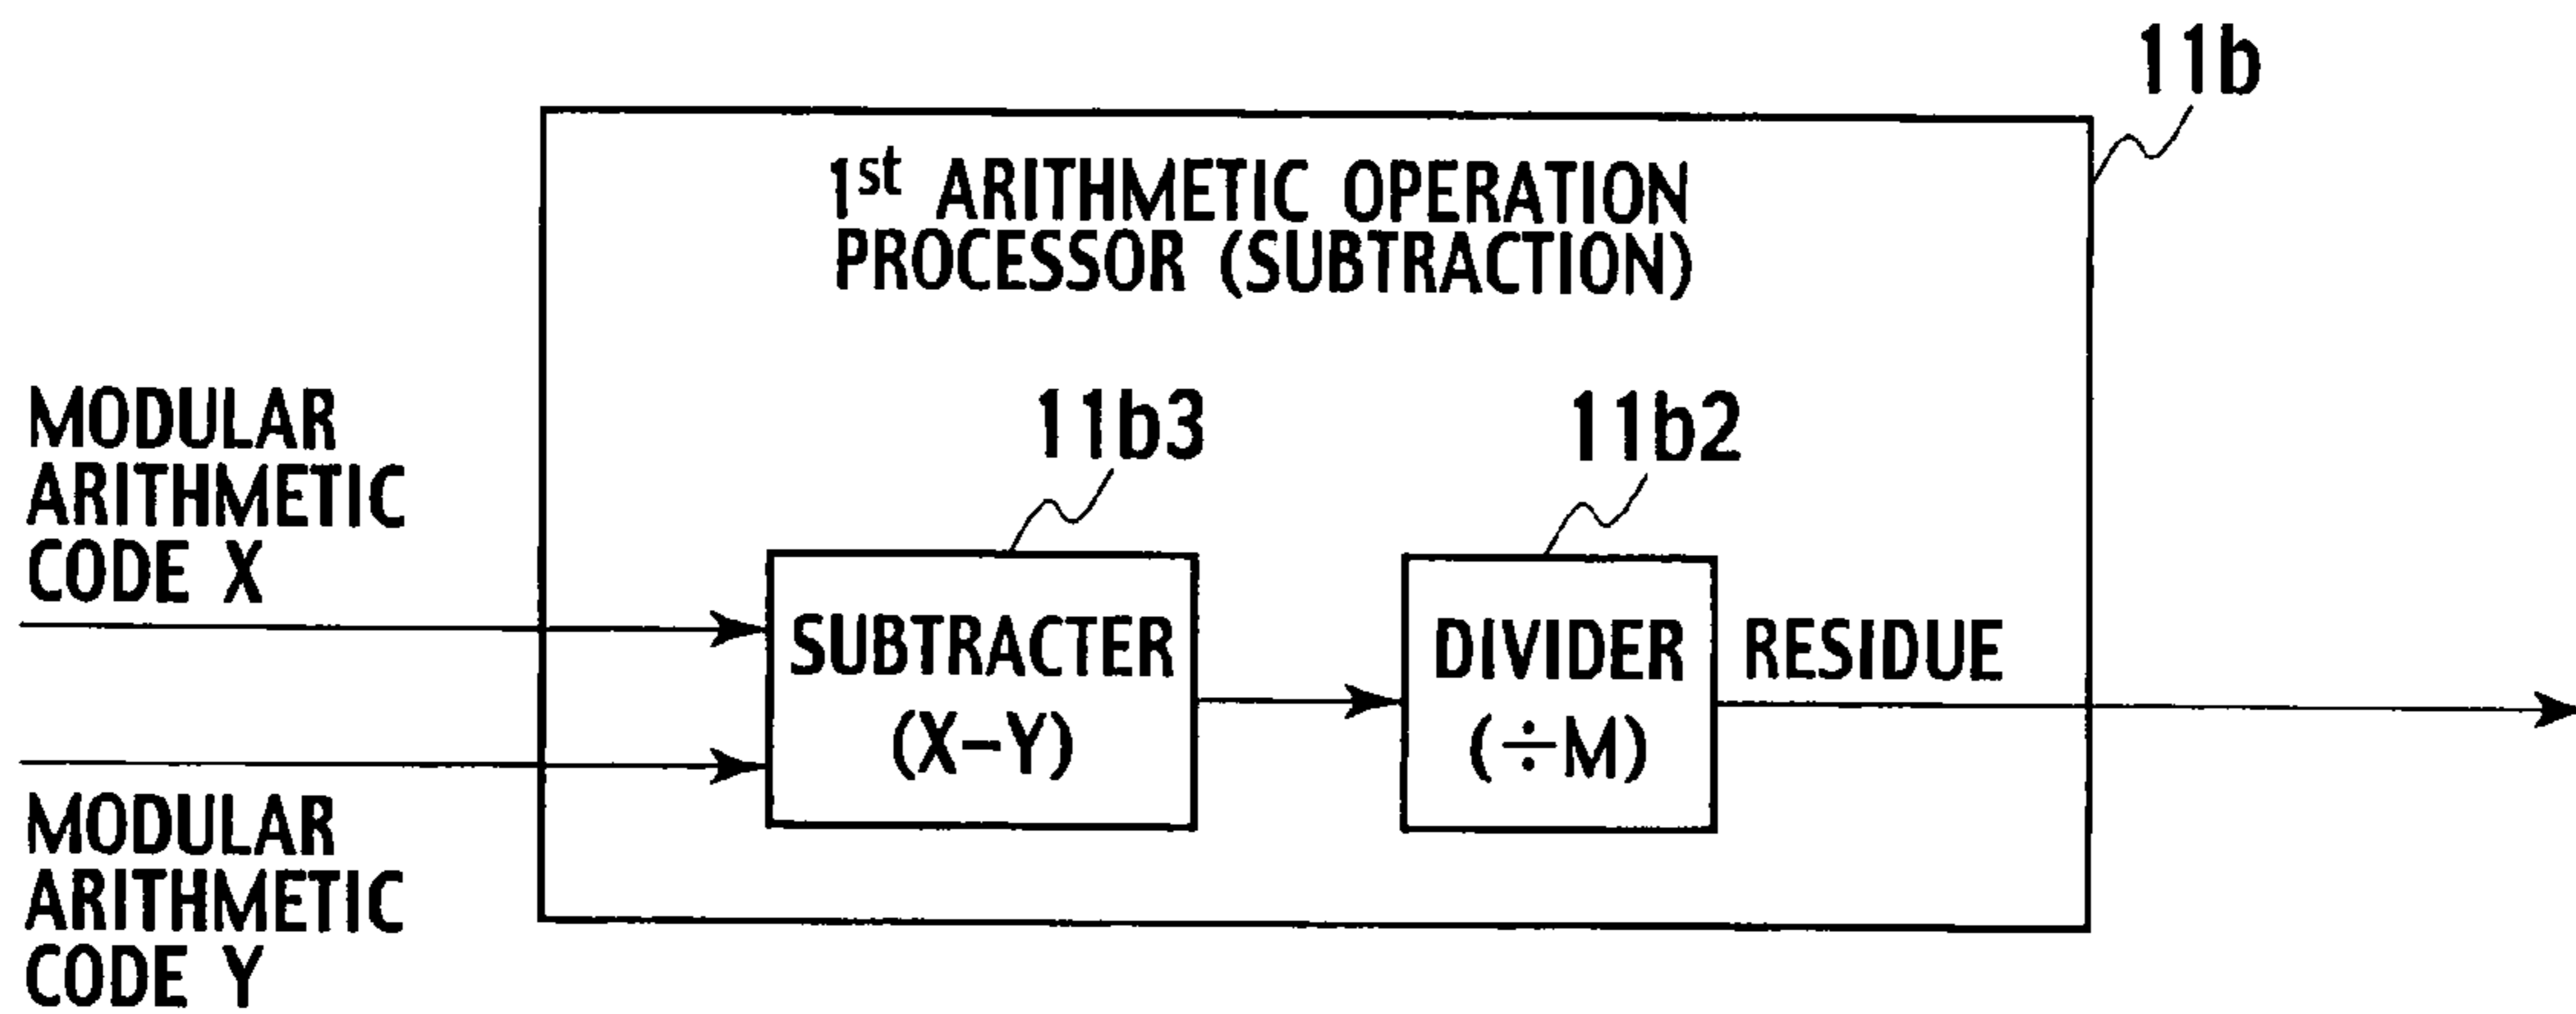 11b
1st ARITHMETIC OPERATION
PROCESSOR (SUBTRACTION)
MODULAR
ARITHMETIC
CODE X
11b3
11b2
SUBTRACTER
(X-Y)
DIVIDER
(÷M)
RESIDUE
MODULAR
ARITHMETIC
CODE Y